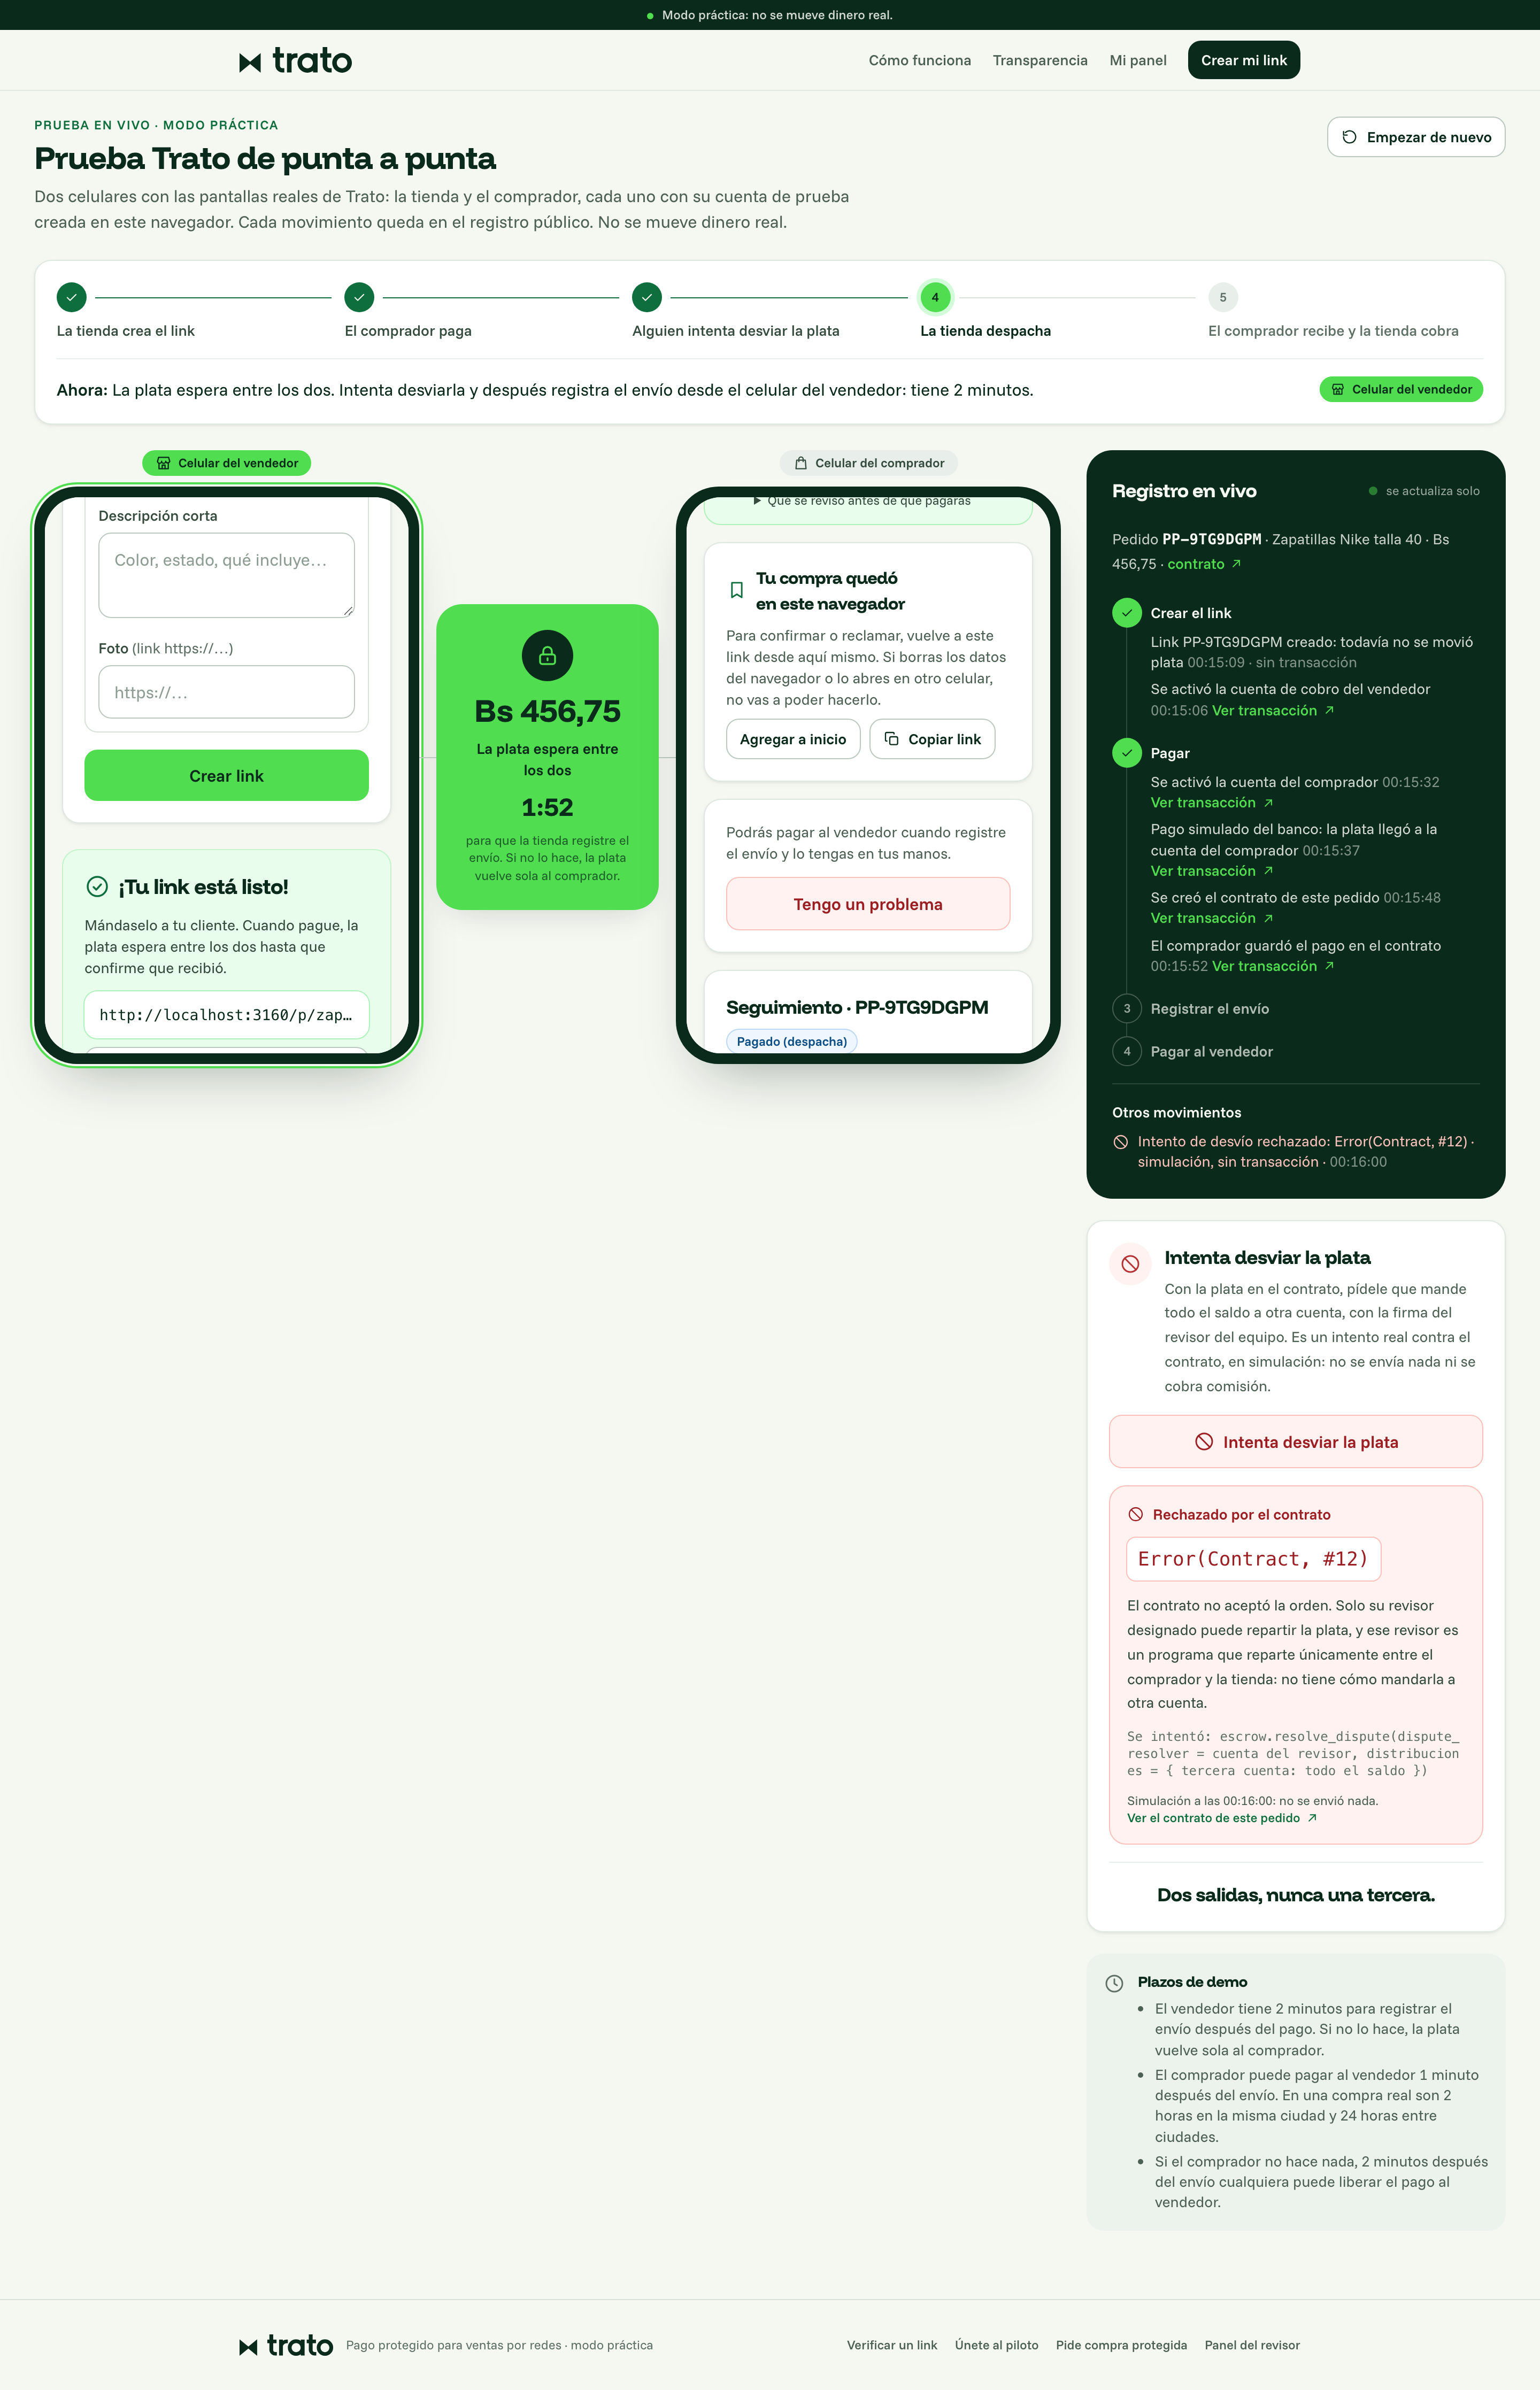 Modo práctica: no se mueve dinero real.
trato
Cómo funciona
Transparencia
Mi panel
Crear mi link
PRUEBA EN VIVO · MODO PRÁCTICA
Prueba Trato de punta a punta
Dos celulares con las pantallas reales de Trato: la tienda y el comprador, cada uno con su cuenta de prueba
creada en este navegador. Cada movimiento queda en el registro público. No se mueve dinero real.
Empezar de nuevo
La tienda crea el link
El comprador paga
Alguien intenta desviar la plata
4
La tienda despacha
5
El comprador recibe y la tienda cobra
Ahora: La plata espera entre los dos. Intenta desviarla y después registra el envío desde el celular del vendedor: tiene 2 minutos.
Celular del vendedor
Celular del vendedor
Descripción corta
Color, estado, qué incluye...
Foto (link https://...)
https://...
Crear link
¡Tu link está listo!
Mándaselo a tu cliente. Cuando pague, la
plata espera entre los dos hasta que
confirme que recibió.
http://localhost:3160/p/zap…
Bs 456,75
La plata espera entre
los dos
1:52
para que la tienda registre el
envío. Si no lo hace, la plata
vuelve sola al comprador.
Celular del comprador
Qué se revisó antes de que pagaras
Tu compra quedó
en este navegador
Para confirmar o reclamar, vuelve a este
link desde aquí mismo. Si borras los datos
del navegador o lo abres en otro celular,
no vas a poder hacerlo.
Agregar a inicio
Copiar link
Podrás pagar al vendedor cuando registre
el envío y lo tengas en tus manos.
Tengo un problema
Seguimiento · PP-9TG9DGPM
Pagado (despacha)
Registro en vivo
se actualiza solo
Pedido PP-9TG9DGPM · Zapatillas Nike talla 40 · Bs
456,75 · contrato ↗
Crear el link
Link PP-9TG9DGPM creado: todavía no se movió
plata 00:15:09 · sin transacción
Se activó la cuenta de cobro del vendedor
00:15:06 Ver transacción ↗
Pagar
Se activó la cuenta del comprador 00:15:32
Ver transacción ↗
Pago simulado del banco: la plata llegó a la
cuenta del comprador 00:15:37
Ver transacción ↗
Se creó el contrato de este pedido 00:15:48
Ver transacción ↗
El comprador guardó el pago en el contrato
00:15:52 Ver transacción ↗
3 Registrar el envío
4 Pagar al vendedor
Otros movimientos
Intento de desvío rechazado: Error(Contract, #12) ·
simulación, sin transacción · 00:16:00
Intenta desviar la plata
Con la plata en el contrato, pídele que mande
todo el saldo a otra cuenta, con la firma del
revisor del equipo. Es un intento real contra el
contrato, en simulación: no se envía nada ni se
cobra comisión.
Intenta desviar la plata
Rechazado por el contrato
Error(Contract, #12)
El contrato no aceptó la orden. Solo su revisor
designado puede repartir la plata, y ese revisor es
un programa que reparte únicamente entre el
comprador y la tienda: no tiene cómo mandarla a
otra cuenta.
Se intentó: escrow.resolve_dispute(dispute_
resolver = cuenta del revisor, distribucion
es = { tercera cuenta: todo el saldo })
Simulación a las 00:16:00: no se envió nada.
Ver el contrato de este pedido ↗
Dos salidas, nunca una tercera.
Plazos de demo
• El vendedor tiene 2 minutos para registrar el
envío después del pago. Si no lo hace, la plata
vuelve sola al comprador.
• El comprador puede pagar al vendedor 1 minuto
después del envío. En una compra real son 2
horas en la misma ciudad y 24 horas entre
ciudades.
• Si el comprador no hace nada, 2 minutos después
del envío cualquiera puede liberar el pago al
vendedor.
trato
Pago protegido para ventas por redes · modo práctica
Verificar un link
Únete al piloto
Pide compra protegida
Panel del revisor